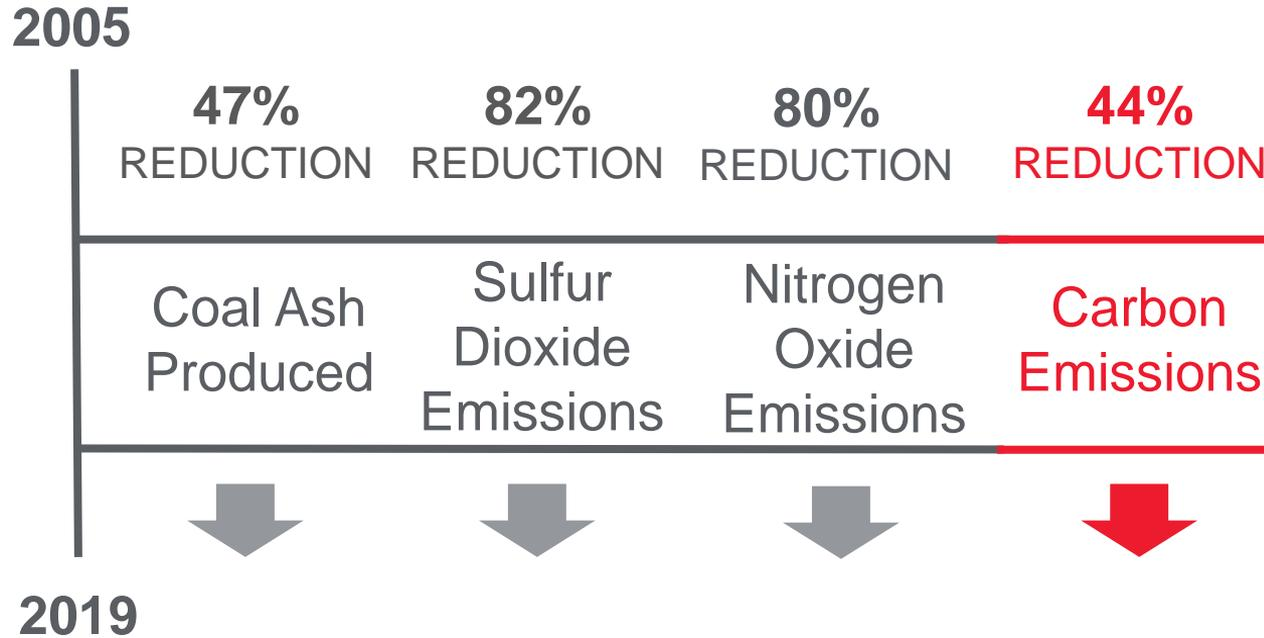 2005
47%
REDUCTION
82%
REDUCTION
80%
REDUCTION
44%
REDUCTION
Coal Ash
Produced
Sulfur
Dioxide
Emissions
Nitrogen
Oxide
Emissions
Carbon
Emissions
2019